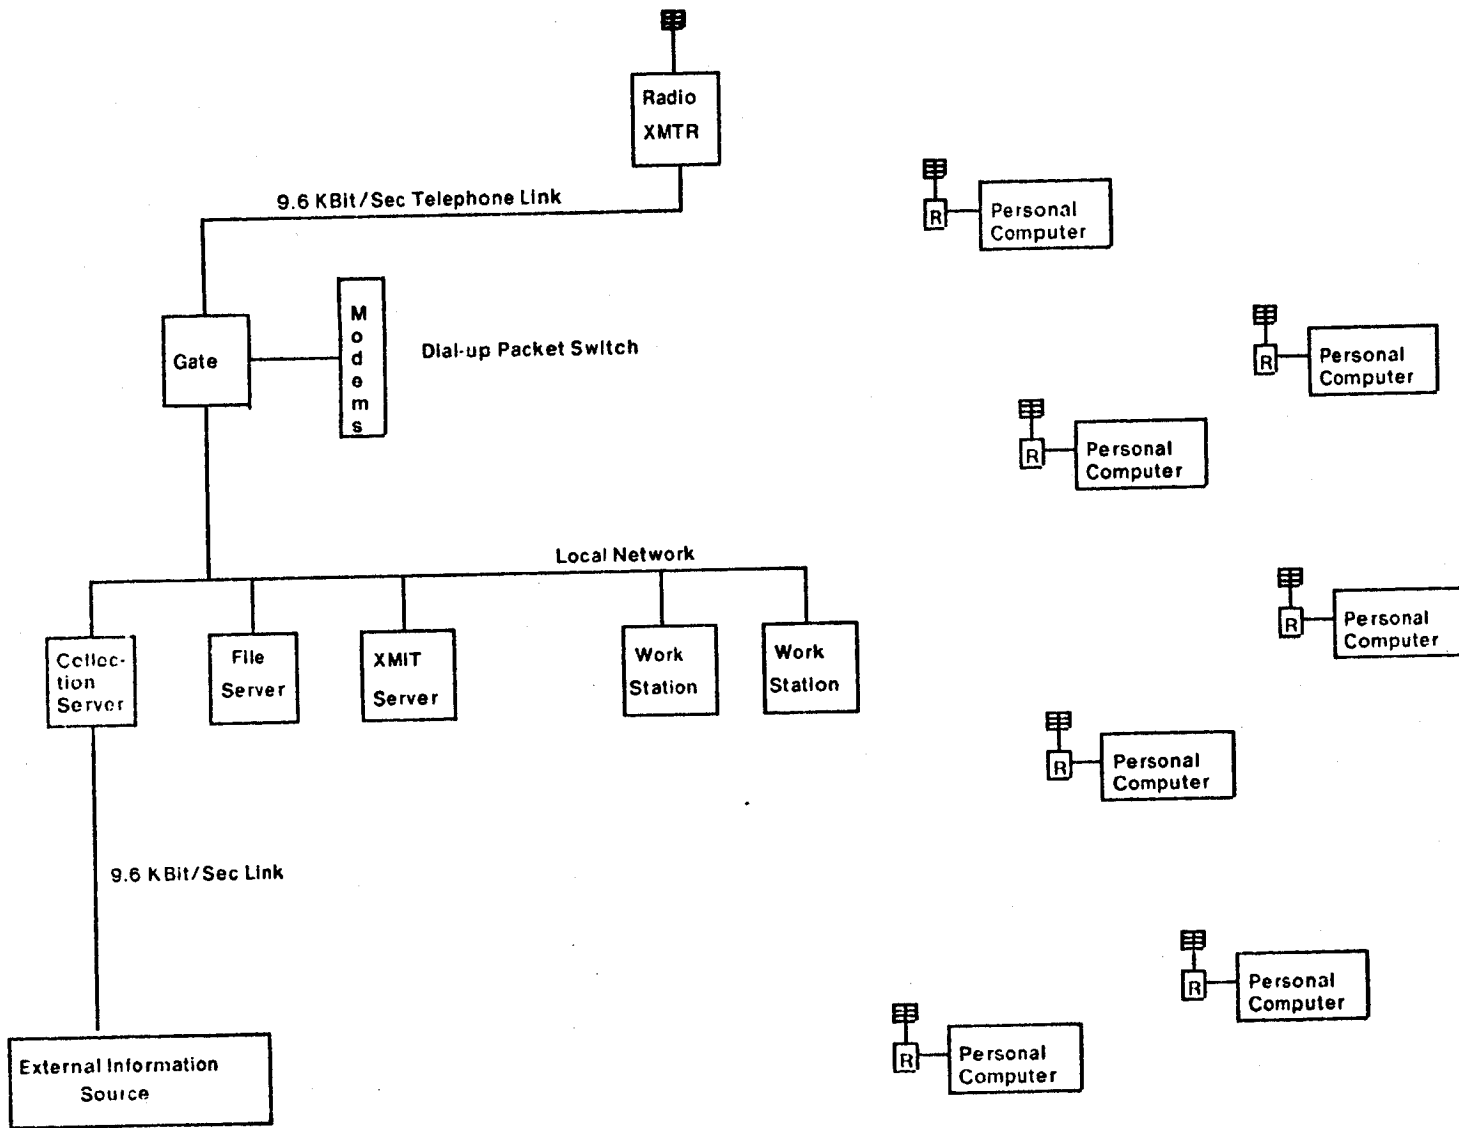 Radio
XMTR
9.6 KBit/Sec Telephone Link
Gate
Modems
Dial-up Packet Switch
Local Network
Collec-
tion
Server
File
Server
XMIT
Server
Work
Station
Work
Station
9.6 KBit/Sec Link
External Information
Source
R
Personal
Computer
R
Personal
Computer
R
Personal
Computer
R
Personal
Computer
R
Personal
Computer
R
Personal
Computer
R
Personal
Computer